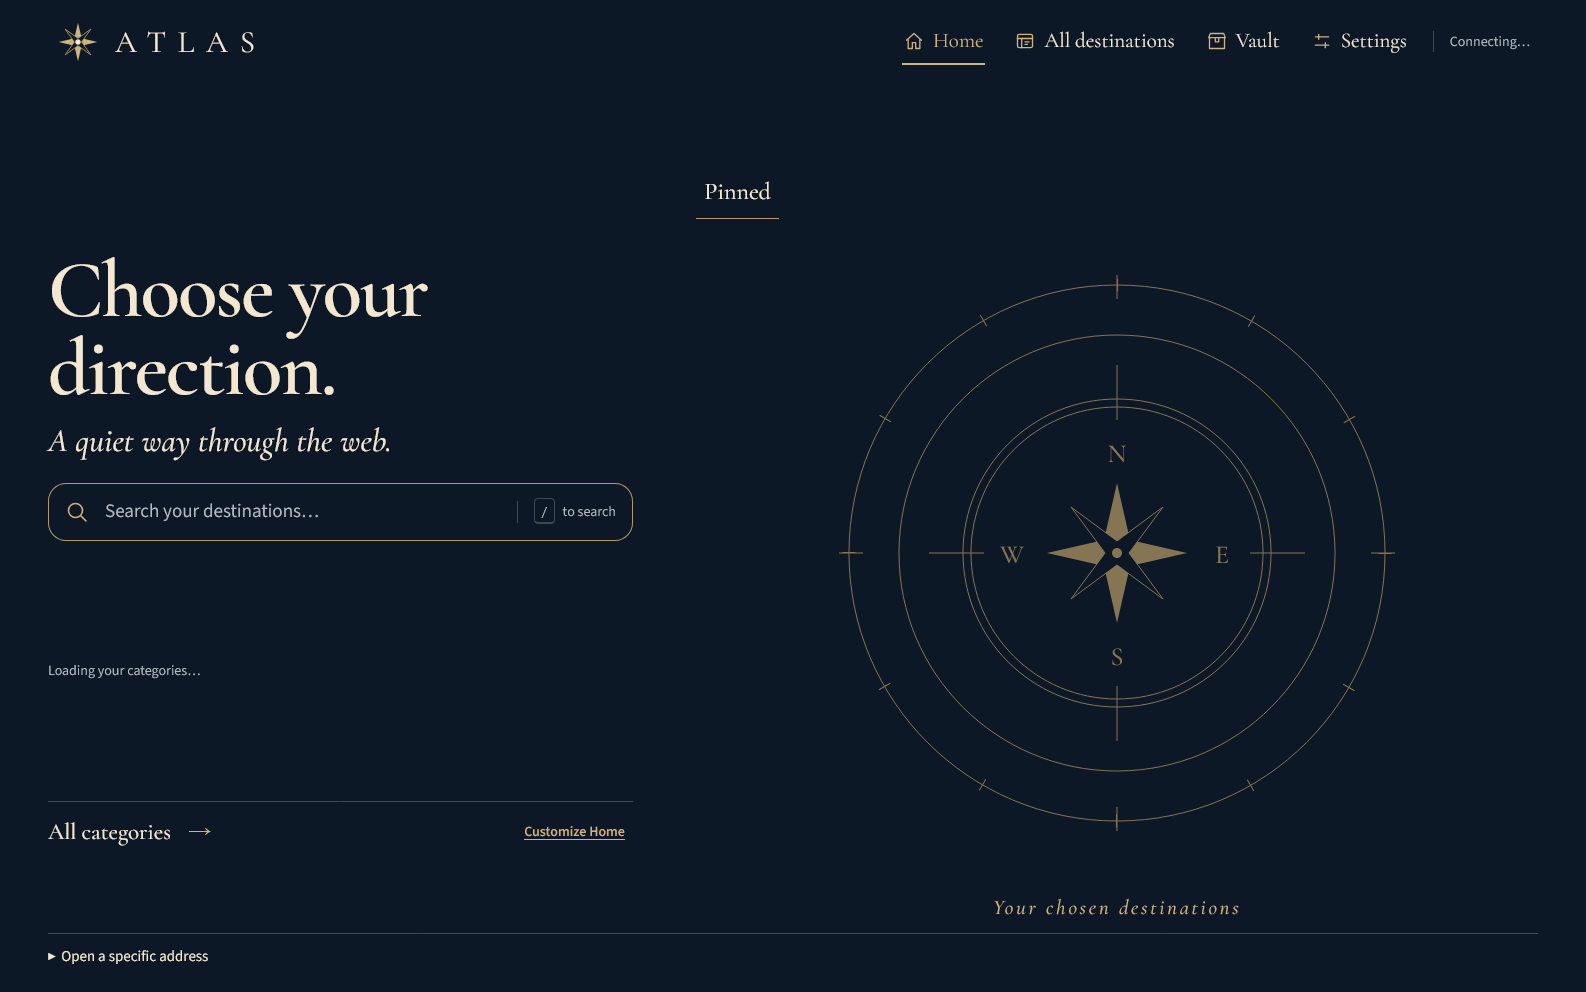 ATLAS
Home
All destinations
Vault
Settings
Connecting…
Pinned
Choose your
direction.
A quiet way through the web.
Search your destinations…
/ to search
N
W
E
S
Loading your categories…
All categories →
Customize Home
Your chosen destinations
▸ Open a specific address